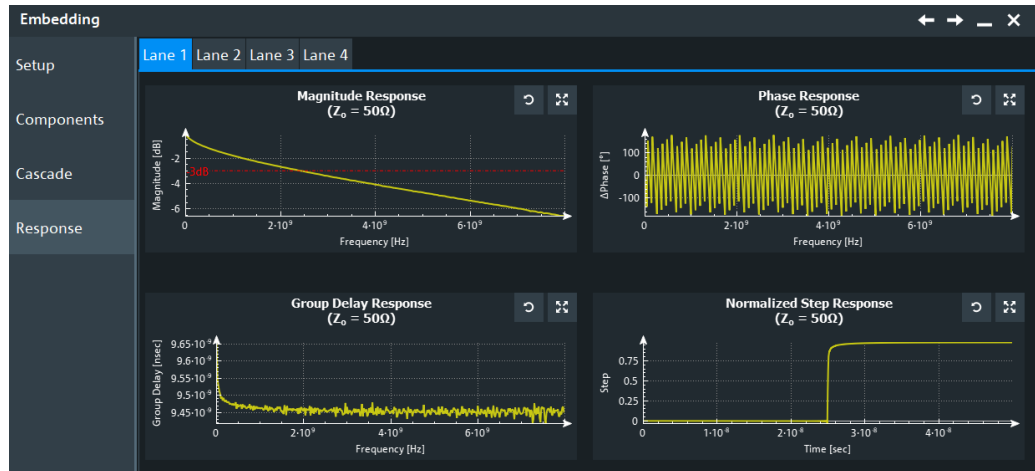 Embedding
Setup
Components
Cascade
Response
Lane 1 Lane 2 Lane 3 Lane 4
Magnitude Response
(Zₒ = 50Ω)
Magnitude [dB]
-2
-4
-6
-3dB
0 2·10⁹ 4·10⁹ 6·10⁹
Frequency [Hz]
Phase Response
(Zₒ = 50Ω)
ΔPhase [°]
100
0
-100
0 2·10⁹ 4·10⁹ 6·10⁹
Frequency [Hz]
Group Delay Response
(Zₒ = 50Ω)
Group Delay [nsec]
9.65·10⁻⁹
9.6·10⁻⁹
9.55·10⁻⁹
9.5·10⁻⁹
9.45·10⁻⁹
0 2·10⁹ 4·10⁹ 6·10⁹
Frequency [Hz]
Normalized Step Response
(Zₒ = 50Ω)
Step
0.75
0.5
0.25
0
0 1·10⁻⁸ 2·10⁻⁸ 3·10⁻⁸ 4·10⁻⁸
Time [sec]